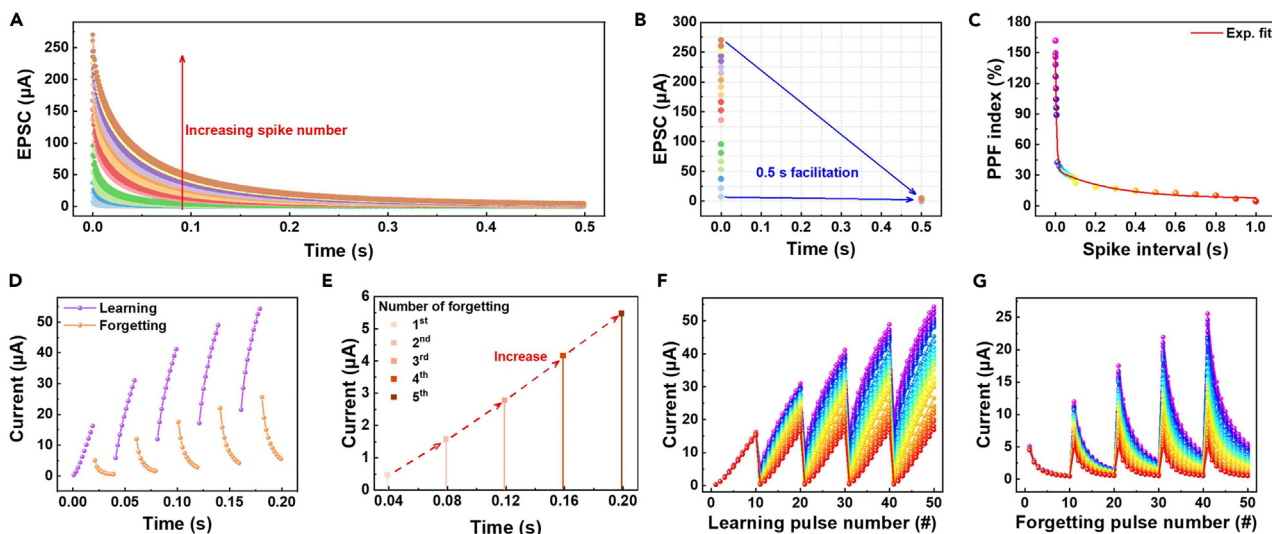 A
EPSC (µA)
250
200
150
100
50
0
Increasing spike number
0.0 0.1 0.2 0.3 0.4 0.5
Time (s)
B
EPSC (µA)
300
250
200
150
100
50
0
0.5 s facilitation
0.0 0.1 0.2 0.3 0.4 0.5
Time (s)
C
PPF index (%)
180
150
120
90
60
30
0
Exp. fit
0.0 0.2 0.4 0.6 0.8 1.0
Spike interval (s)
D
Current (µA)
50
40
30
20
10
0
Learning
Forgetting
0.00 0.05 0.10 0.15 0.20
Time (s)
E
Current (µA)
6
5
4
3
2
1
0
Number of forgetting
1st
2nd
3rd
4th
5th
Increase
0.04 0.08 0.12 0.16 0.20
Time (s)
F
Current (µA)
50
40
30
20
10
0
0 10 20 30 40 50
Learning pulse number (#)
G
Current (µA)
25
20
15
10
5
0
0 10 20 30 40 50
Forgetting pulse number (#)